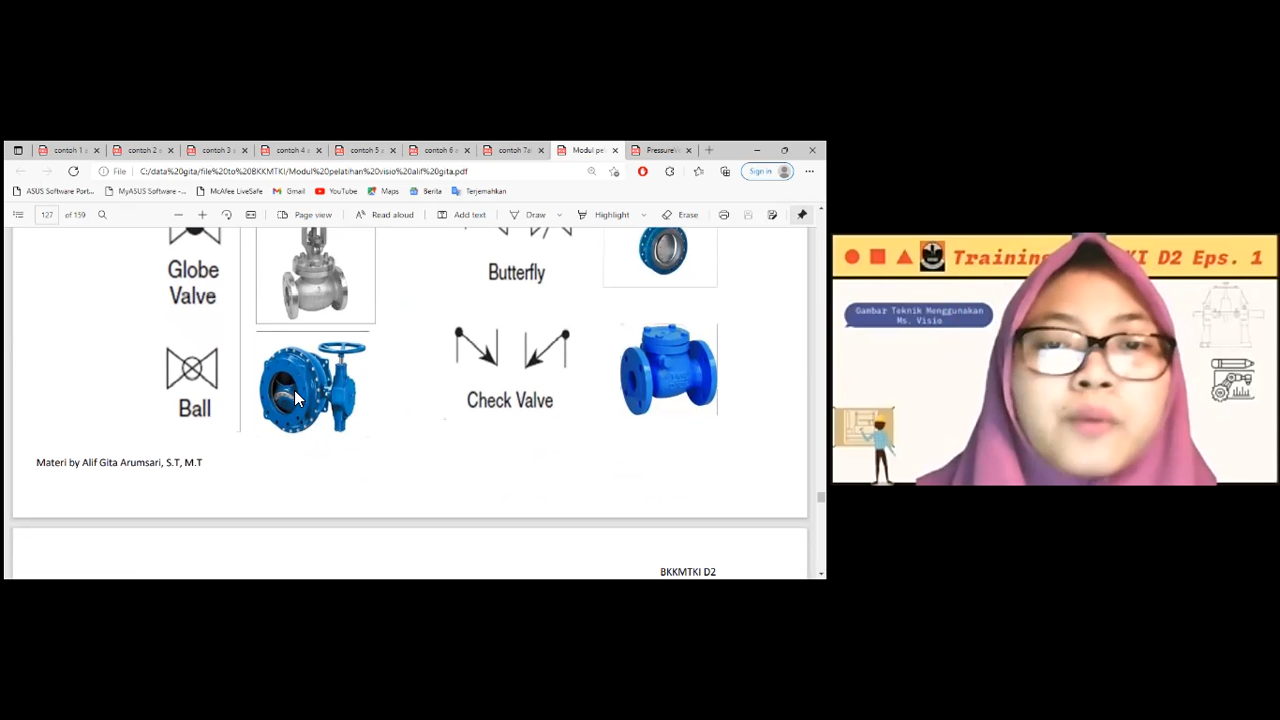 contoh 1
contoh 2
contoh 3
contoh 4
contoh 5
contoh 6
contoh 7a
Modul pe
PressureV
File
C:/data%20gita/file%20to%20BKKMTKI/Modul%20pelatihan%20visio%20alif%20gita.pdf
Sign in
ASUS Software Port...
MyASUS Software -...
McAfee LiveSafe
Gmail
YouTube
Maps
Berita
Terjemahkan
127 of 159
Page view
Read aloud
Add text
Draw
Highlight
Erase
Globe
Valve
Butterfly
Ball
Check Valve
Materi by Alif Gita Arumsari, S.T, M.T
BKKMTKI D2
Training KI D2 Eps. 1
Gambar Teknik Menggunakan
Ms. Visio